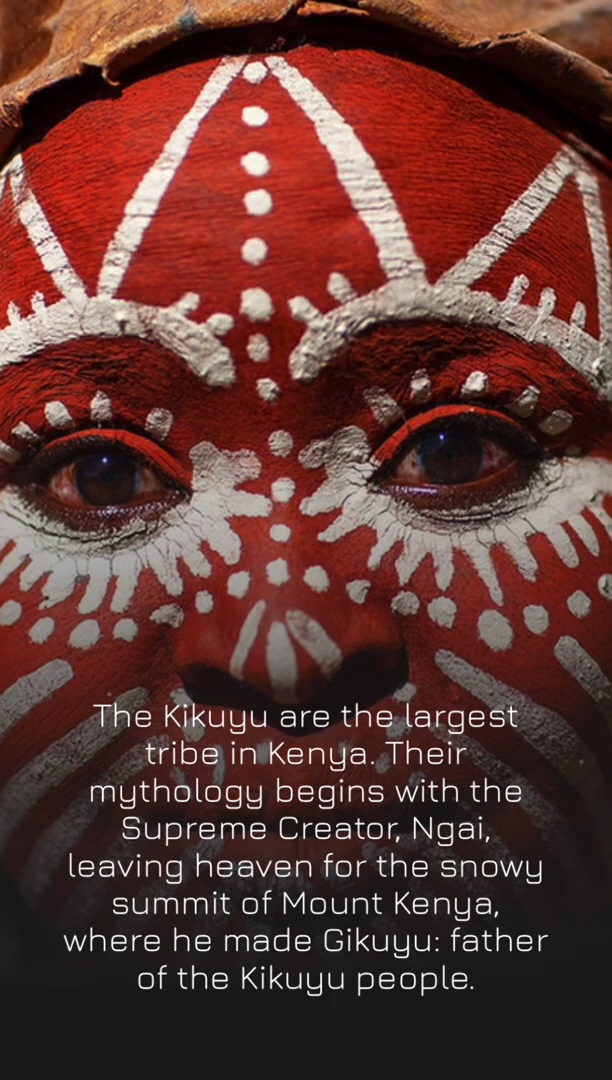 The Kikuyu are the largest
tribe in Kenya. Their
mythology begins with the
Supreme Creator, Ngai,
leaving heaven for the snowy
summit of Mount Kenya,
where he made Gikuyu: father
of the Kikuyu people.